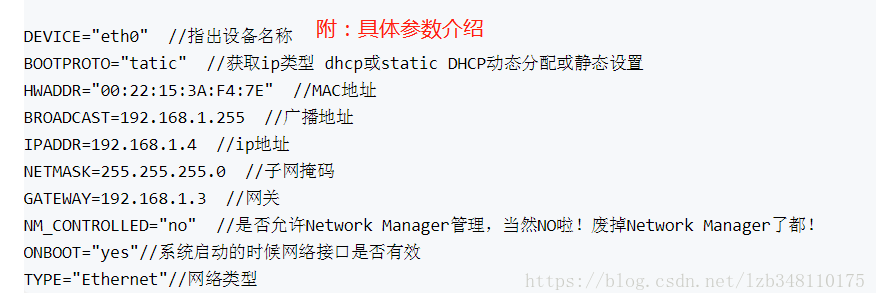 附：具体参数介绍
DEVICE="eth0"  //指出设备名称
BOOTPROTO="tatic"  //获取ip类型 dhcp或static DHCP动态分配或静态设置
HWADDR="00:22:15:3A:F4:7E"  //MAC地址
BROADCAST=192.168.1.255  //广播地址
IPADDR=192.168.1.4  //ip地址
NETMASK=255.255.255.0  //子网掩码
GATEWAY=192.168.1.3  //网关
NM_CONTROLLED="no"  //是否允许Network Manager管理，当然NO啦！废掉Network Manager了都！
ONBOOT="yes"//系统启动的时候网络接口是否有效
TYPE="Ethernet"//网络类型
https://blog.csdn.net/lzb348110175